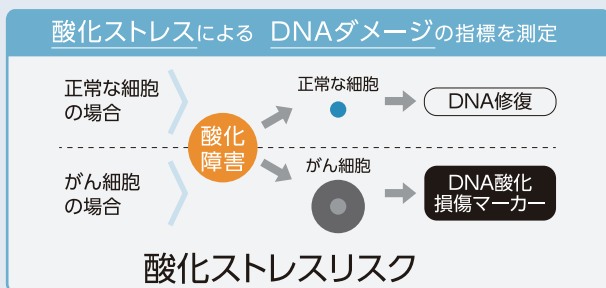 酸化ストレスによる DNAダメージの指標を測定
正常な細胞
の場合
酸化
障害
正常な細胞
DNA修復
がん細胞
の場合
がん細胞
DNA酸化
損傷マーカー
酸化ストレスリスク